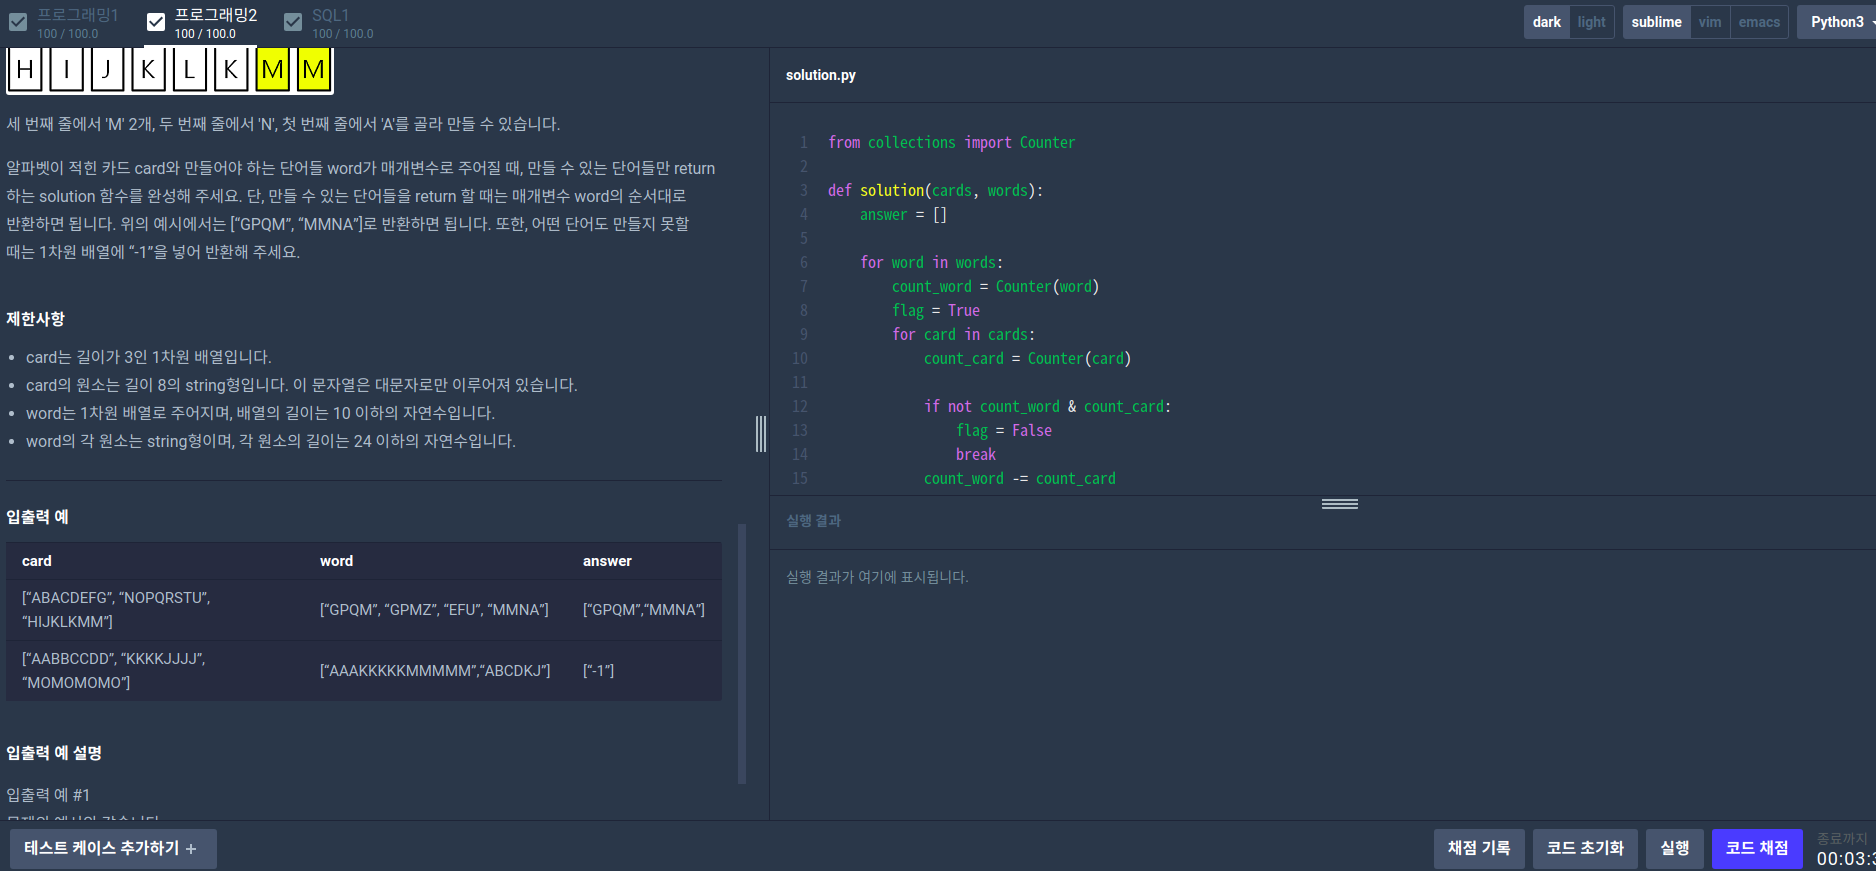 프로그래밍1
100 / 100.0
프로그래밍2
100 / 100.0
SQL1
100 / 100.0
dark light sublime vim emacs Python3
H I J K L K M M
세 번째 줄에서 'M' 2개, 두 번째 줄에서 'N', 첫 번째 줄에서 'A'를 골라 만들 수 있습니다.
알파벳이 적힌 카드 card와 만들어야 하는 단어들 word가 매개변수로 주어질 때, 만들 수 있는 단어들만 return
하는 solution 함수를 완성해 주세요. 단, 만들 수 있는 단어들을 return 할 때는 매개변수 word의 순서대로
반환하면 됩니다. 위의 예시에서는 [“GPQM”, “MMNA”]로 반환하면 됩니다. 또한, 어떤 단어도 만들지 못할
때는 1차원 배열에 “-1”을 넣어 반환해 주세요.
제한사항
• card는 길이가 3인 1차원 배열입니다.
• card의 원소는 길이 8의 string형입니다. 이 문자열은 대문자로만 이루어져 있습니다.
• word는 1차원 배열로 주어지며, 배열의 길이는 10 이하의 자연수입니다.
• word의 각 원소는 string형이며, 각 원소의 길이는 24 이하의 자연수입니다.
입출력 예
card word answer
[“ABACDEFG”, “NOPQRSTU”,
“HIJKLKMM”]
[“GPQM”, “GPMZ”, “EFU”, “MMNA”]
[“GPQM”,“MMNA”]
[“AABBCCDD”, “KKKKJJJJ”,
“MOMOMOMO”]
[“AAAKKKKKMMMMM”,“ABCDKJ”]
[“-1”]
입출력 예 설명
입출력 예 #1
solution.py
1 from collections import Counter
2
3 def solution(cards, words):
4 answer = []
5
6 for word in words:
7 count_word = Counter(word)
8 flag = True
9 for card in cards:
10 count_card = Counter(card)
11
12 if not count_word & count_card:
13 flag = False
14 break
15 count_word -= count_card
실행 결과
실행 결과가 여기에 표시됩니다.
테스트 케이스 추가하기 +
채점 기록
코드 초기화
실행
코드 채점
종료까지
00:03: